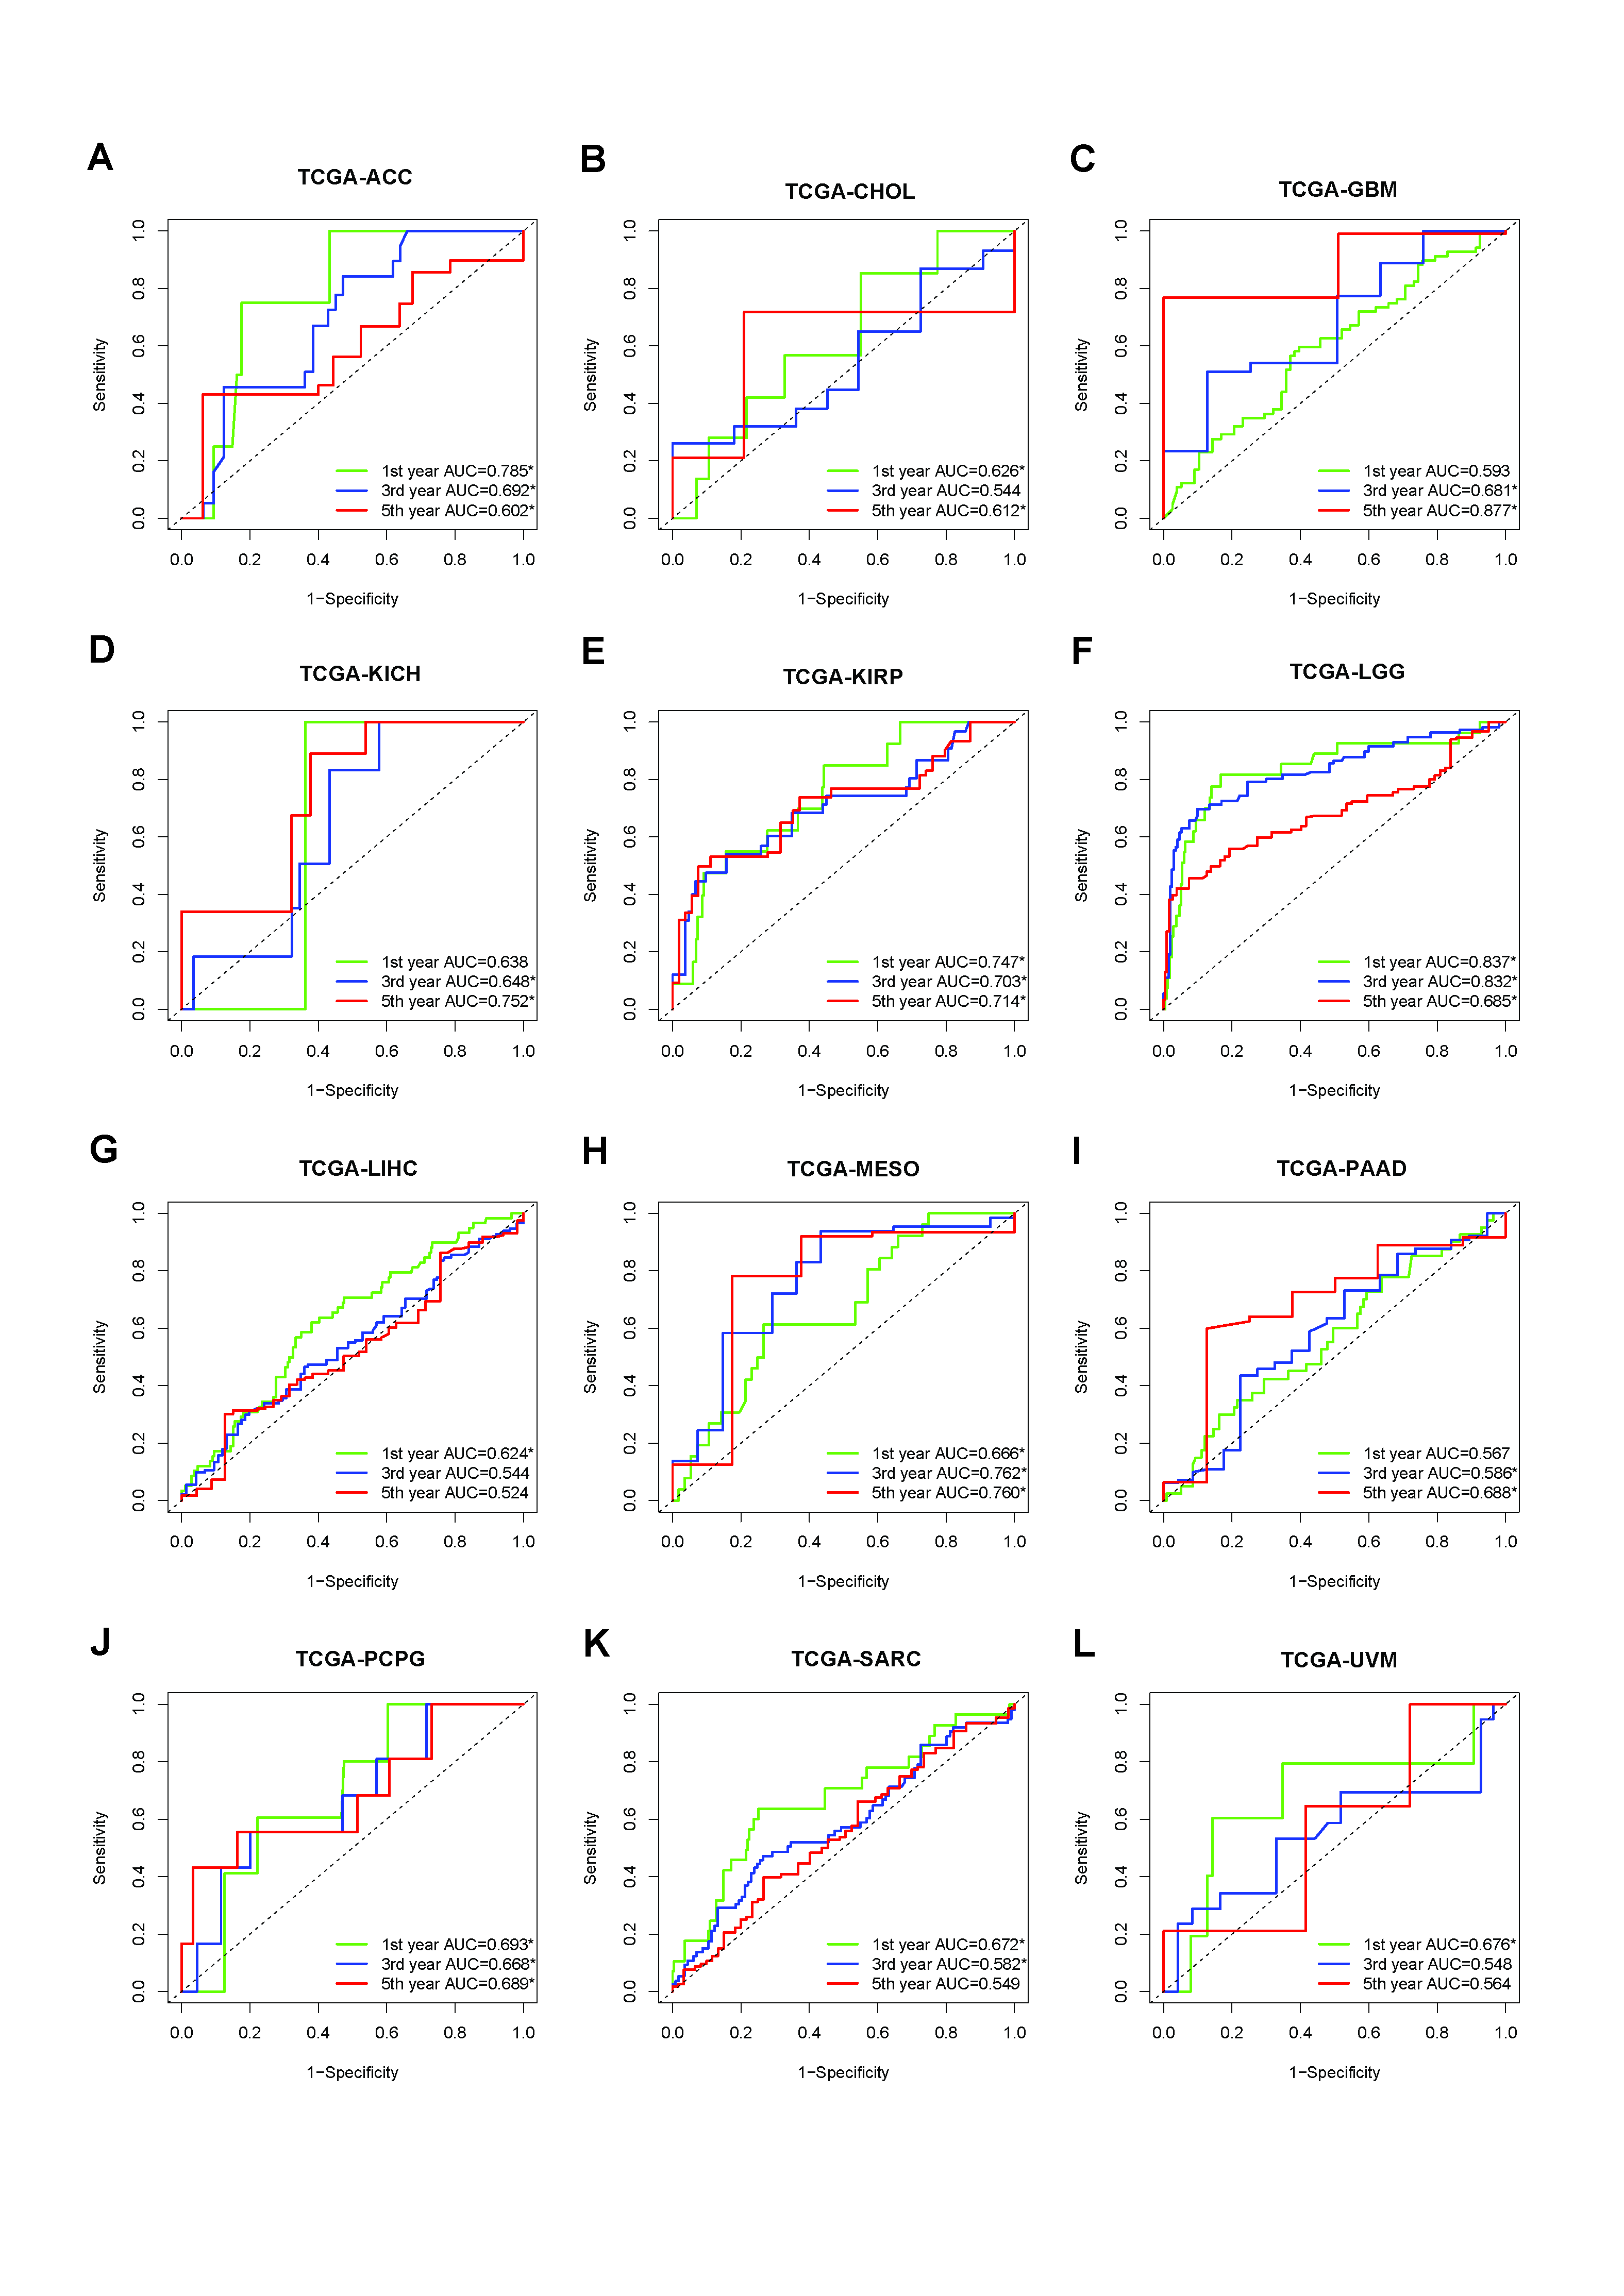 A
TCGA-ACC
Sensitivity
0.0 0.2 0.4 0.6 0.8 1.0
1st year AUC=0.785*
3rd year AUC=0.692*
5th year AUC=0.602*
0.0 0.2 0.4 0.6 0.8 1.0
1−Specificity
B
TCGA-CHOL
Sensitivity
0.0 0.2 0.4 0.6 0.8 1.0
1st year AUC=0.626*
3rd year AUC=0.544
5th year AUC=0.612*
0.0 0.2 0.4 0.6 0.8 1.0
1−Specificity
C
TCGA-GBM
Sensitivity
0.0 0.2 0.4 0.6 0.8 1.0
1st year AUC=0.593
3rd year AUC=0.681*
5th year AUC=0.877*
0.0 0.2 0.4 0.6 0.8 1.0
1−Specificity
D
TCGA-KICH
Sensitivity
0.0 0.2 0.4 0.6 0.8 1.0
1st year AUC=0.638
3rd year AUC=0.648*
5th year AUC=0.752*
0.0 0.2 0.4 0.6 0.8 1.0
1−Specificity
E
TCGA-KIRP
Sensitivity
0.0 0.2 0.4 0.6 0.8 1.0
1st year AUC=0.747*
3rd year AUC=0.703*
5th year AUC=0.714*
0.0 0.2 0.4 0.6 0.8 1.0
1−Specificity
F
TCGA-LGG
Sensitivity
0.0 0.2 0.4 0.6 0.8 1.0
1st year AUC=0.837*
3rd year AUC=0.832*
5th year AUC=0.685*
0.0 0.2 0.4 0.6 0.8 1.0
1−Specificity
G
TCGA-LIHC
Sensitivity
0.0 0.2 0.4 0.6 0.8 1.0
1st year AUC=0.624*
3rd year AUC=0.544
5th year AUC=0.524
0.0 0.2 0.4 0.6 0.8 1.0
1−Specificity
H
TCGA-MESO
Sensitivity
0.0 0.2 0.4 0.6 0.8 1.0
1st year AUC=0.666*
3rd year AUC=0.762*
5th year AUC=0.760*
0.0 0.2 0.4 0.6 0.8 1.0
1−Specificity
I
TCGA-PAAD
Sensitivity
0.0 0.2 0.4 0.6 0.8 1.0
1st year AUC=0.567
3rd year AUC=0.586*
5th year AUC=0.688*
0.0 0.2 0.4 0.6 0.8 1.0
1−Specificity
J
TCGA-PCPG
Sensitivity
0.0 0.2 0.4 0.6 0.8 1.0
1st year AUC=0.693*
3rd year AUC=0.668*
5th year AUC=0.689*
0.0 0.2 0.4 0.6 0.8 1.0
1−Specificity
K
TCGA-SARC
Sensitivity
0.0 0.2 0.4 0.6 0.8 1.0
1st year AUC=0.672*
3rd year AUC=0.582*
5th year AUC=0.549
0.0 0.2 0.4 0.6 0.8 1.0
1−Specificity
L
TCGA-UVM
Sensitivity
0.0 0.2 0.4 0.6 0.8 1.0
1st year AUC=0.676*
3rd year AUC=0.548
5th year AUC=0.564
0.0 0.2 0.4 0.6 0.8 1.0
1−Specificity